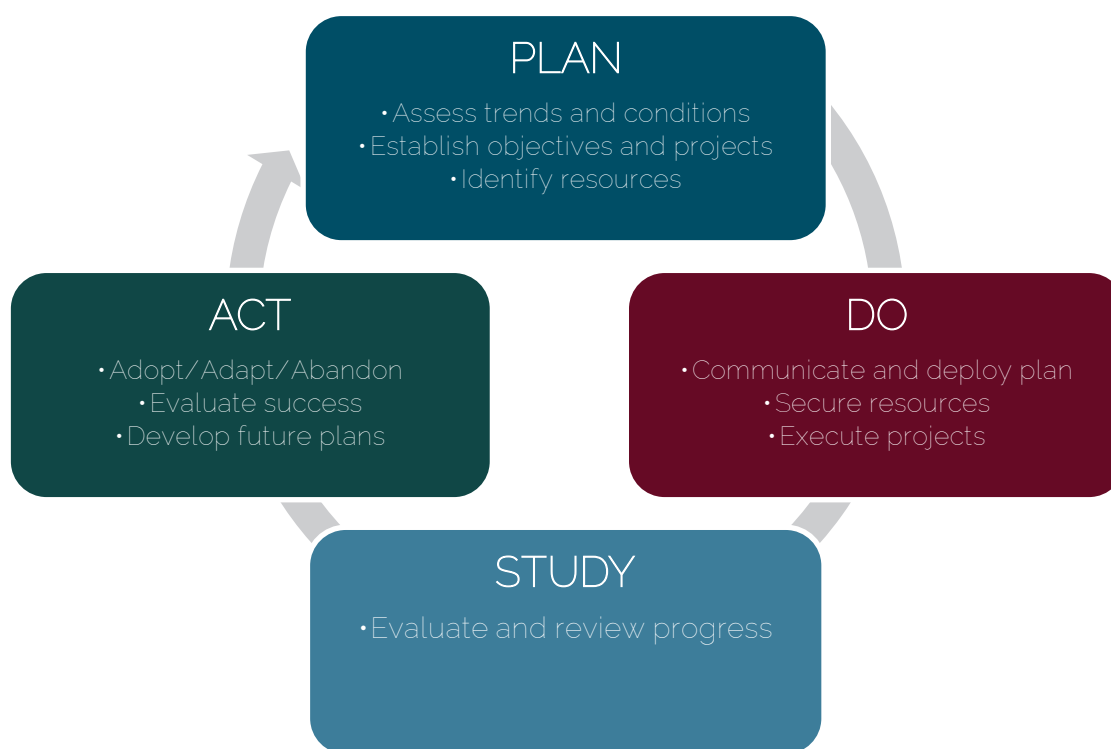 PLAN
•Assess trends and conditions
•Establish objectives and projects
•Identify resources
ACT
•Adopt/Adapt/Abandon
•Evaluate success
•Develop future plans
DO
•Communicate and deploy plan
•Secure resources
•Execute projects
STUDY
•Evaluate and review progress